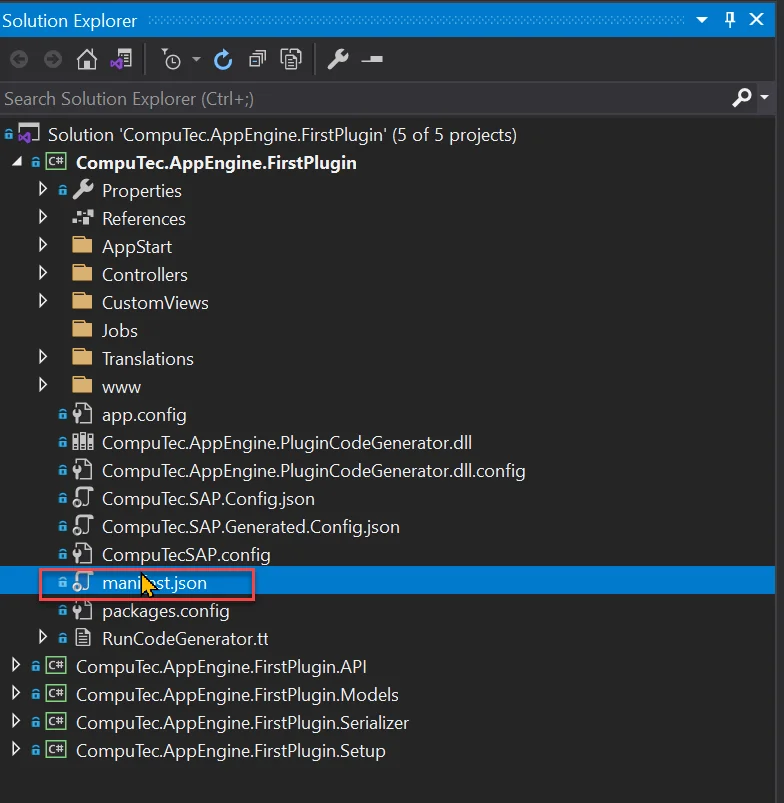 Solution Explorer
Search Solution Explorer (Ctrl+;)
Solution 'CompuTec.AppEngine.FirstPlugin' (5 of 5 projects)
C# CompuTec.AppEngine.FirstPlugin
Properties
References
AppStart
Controllers
CustomViews
Jobs
Translations
www
app.config
CompuTec.AppEngine.PluginCodeGenerator.dll
CompuTec.AppEngine.PluginCodeGenerator.dll.config
CompuTec.SAP.Config.json
CompuTec.SAP.Generated.Config.json
CompuTecSAP.config
manifest.json
packages.config
RunCodeGenerator.tt
C# CompuTec.AppEngine.FirstPlugin.API
C# CompuTec.AppEngine.FirstPlugin.Models
C# CompuTec.AppEngine.FirstPlugin.Serializer
C# CompuTec.AppEngine.FirstPlugin.Setup